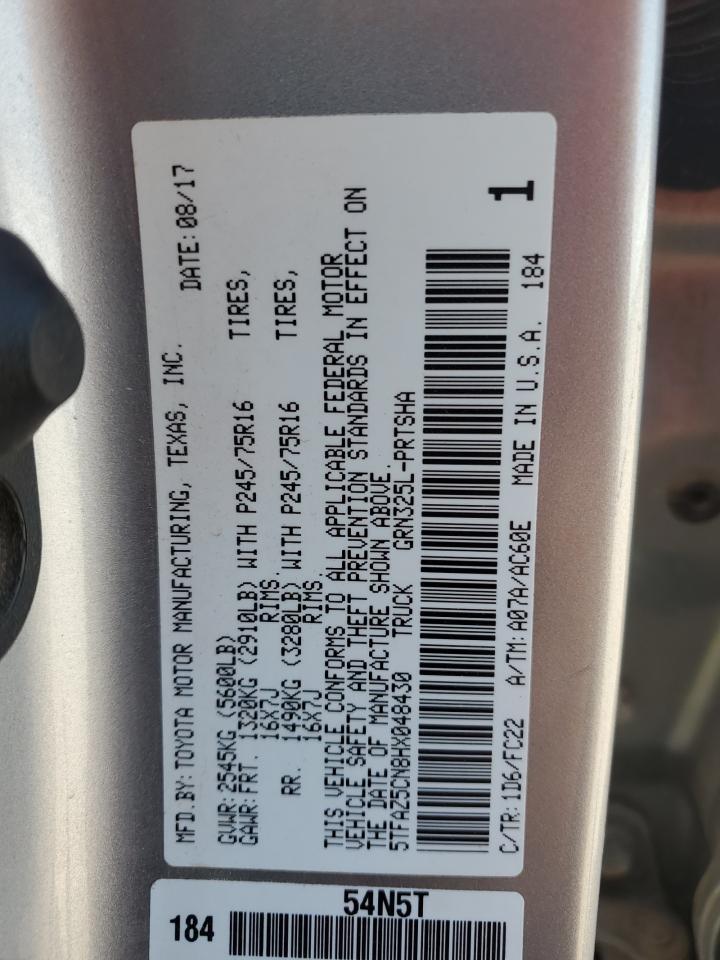 MFD.BY:TOYOTA MOTOR MANUFACTURING, TEXAS, INC. DATE:08/17
GVWR:2545KG (5600LB)
GAWR:FRT. 1320KG (2910LB) WITH P245/75R16 TIRES,
16X7J RIMS.
RR. 1490KG (3280LB) WITH P245/75R16 TIRES,
16X7J RIMS.
THIS VEHICLE CONFORMS TO ALL APPLICABLE FEDERAL MOTOR
VEHICLE SAFETY AND THEFT PREVENTION STANDARDS IN EFFECT ON
THE DATE OF MANUFACTURE SHOWN ABOVE.
5TFAZ5CN8HX048430 TRUCK GRN325L-PRTSHA
1
C/TR:1D6/FC22 A/TM:A07A/AC60E MADE IN U.S.A. 184
54N5T
184